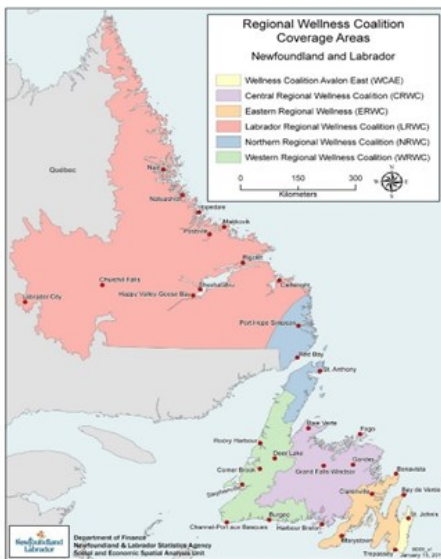 Regional Wellness Coalition
Coverage Areas
Newfoundland and Labrador
Wellness Coalition Avalon East (WCAE)
Central Regional Wellness Coalition (CRWC)
Eastern Regional Wellness (ERWC)
Labrador Regional Wellness Coalition (LRWC)
Northern Regional Wellness Coalition (NRWC)
Western Regional Wellness Coalition (WRWC)
0 150 300
Kilometers
Québec
Nain
Natuashish
Hopedale
Makkovik
Postville
Rigolet
Churchill Falls
Cartwright
Labrador City
Happy Valley Goose Bay
Port Hope Simpson
Red Bay
St. Anthony
Baie Verte
Fogo
Rocky Harbour
Deer Lake
Gander
Corner Brook
Grand Falls Windsor
Bonavista
Stephenville
Clarenville
Bay de Verde
St. John's
Burgeo
Channel-Port aux Basques
Harbour Breton
Marystown
Trepassey
Newfoundland
Labrador
Department of Finance
Newfoundland & Labrador Statistics Agency
Social and Economic Spatial Analysis Unit